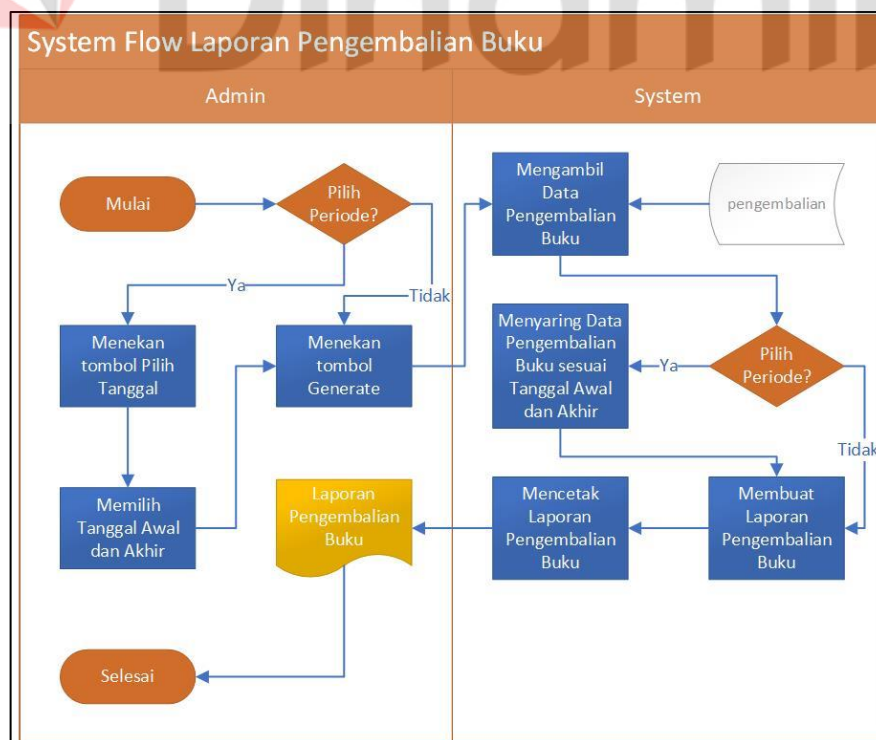 System Flow Laporan Pengembalian Buku
Admin
System
Mulai
Pilih
Periode?
Ya
Tidak
Menekan
tombol Pilih
Tanggal
Menekan
tombol
Generate
Memilih
Tanggal Awal
dan Akhir
Laporan
Pengembalian
Buku
Selesai
Mengambil
Data
Pengembalian
Buku
pengembalian
Menyaring Data
Pengembalian
Buku sesuai
Tanggal Awal
dan Akhir
Ya
Pilih
Periode?
Tidak
Mencetak
Laporan
Pengembalian
Buku
Membuat
Laporan
Pengembalian
Buku